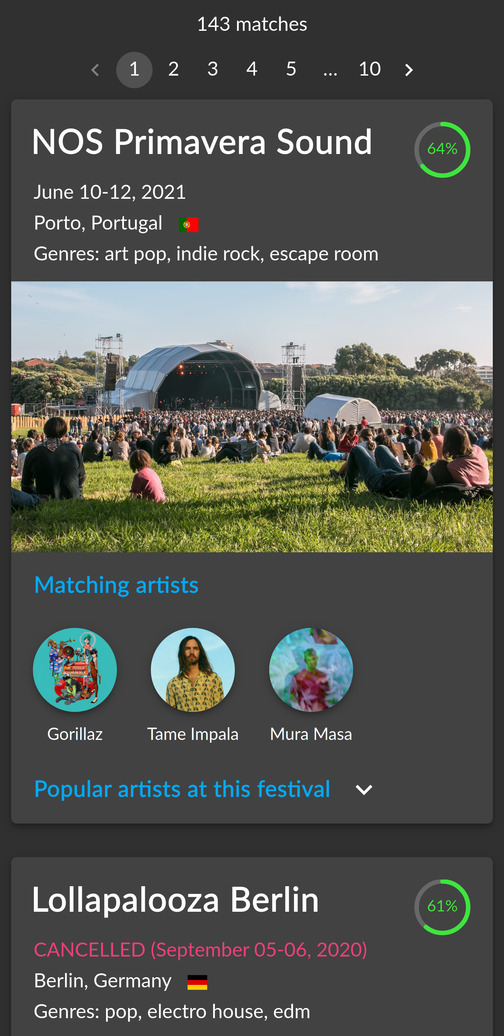 143 matches
1 2 3 4 5 ... 10
NOS Primavera Sound
64%
June 10-12, 2021
Porto, Portugal
Genres: art pop, indie rock, escape room
Matching artists
Gorillaz Tame Impala Mura Masa
Popular artists at this festival
Lollapalooza Berlin
61%
CANCELLED (September 05-06, 2020)
Berlin, Germany
Genres: pop, electro house, edm